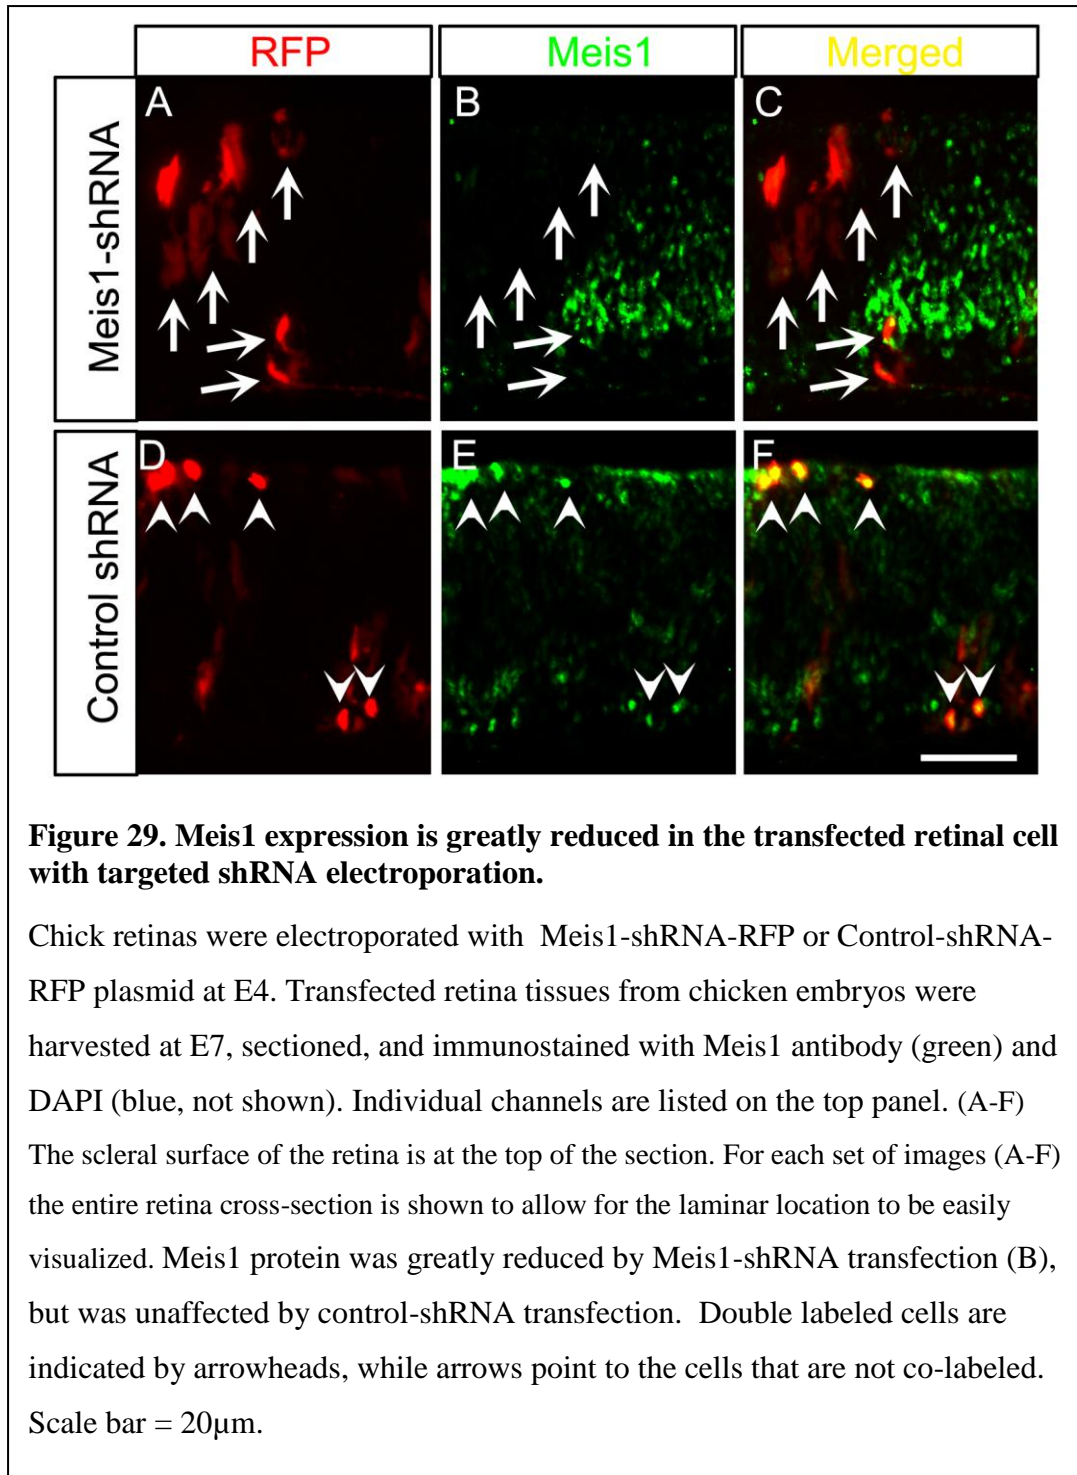 RFP Meis1 Merged
Meis1-shRNA
A B C
Control shRNA
D E F
Figure 29. Meis1 expression is greatly reduced in the transfected retinal cell
with targeted shRNA electroporation.
Chick retinas were electroporated with Meis1-shRNA-RFP or Control-shRNA-
RFP plasmid at E4. Transfected retina tissues from chicken embryos were
harvested at E7, sectioned, and immunostained with Meis1 antibody (green) and
DAPI (blue, not shown). Individual channels are listed on the top panel. (A-F)
The scleral surface of the retina is at the top of the section. For each set of images (A-F)
the entire retina cross-section is shown to allow for the laminar location to be easily
visualized. Meis1 protein was greatly reduced by Meis1-shRNA transfection (B),
but was unaffected by control-shRNA transfection. Double labeled cells are
indicated by arrowheads, while arrows point to the cells that are not co-labeled.
Scale bar = 20µm.